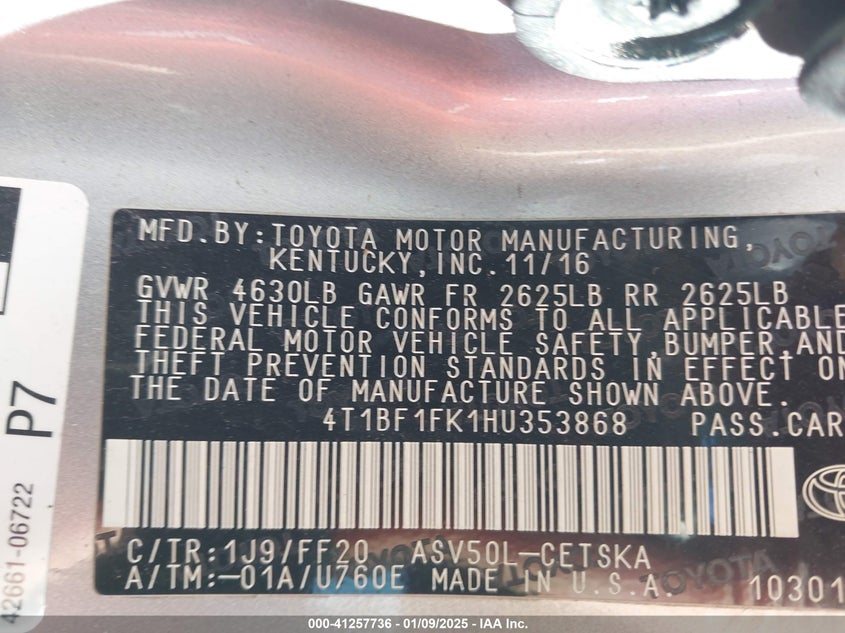 MFD.BY:TOYOTA MOTOR MANUFACTURING,
KENTUCKY,INC.11/16
GVWR 4630LB GAWR FR 2625LB RR 2625LB
THIS VEHICLE CONFORMS TO ALL APPLICABLE
FEDERAL MOTOR VEHICLE SAFETY,BUMPER AND
THEFT PREVENTION STANDARDS IN EFFECT ON
THE DATE OF MANUFACTURE SHOWN ABOVE.
4T1BF1FK1HU353868 PASS.CAR
C/TR:1J9/FF20 ASV50L-CETSKA
A/TM:-01A/U760E MADE IN U.S.A. 10301
P7
42661-06722
TOYOTA
000-41257736 - 01/09/2025 - IAA Inc.